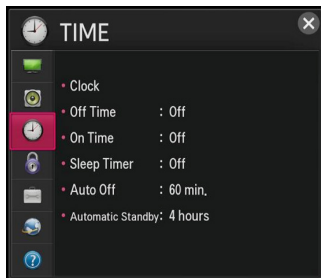 TIME
• Clock
• Off Time : Off
• On Time : Off
• Sleep Timer : Off
• Auto Off : 60 min.
• Automatic Standby: 4 hours